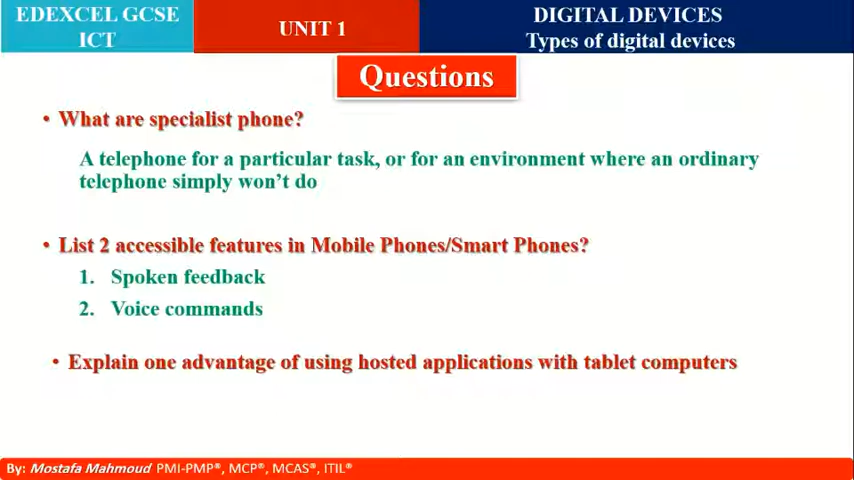 EDEXCEL GCSE
ICT
UNIT 1
DIGITAL DEVICES
Types of digital devices
Questions
• What are specialist phone?
A telephone for a particular task, or for an environment where an ordinary
telephone simply won't do
• List 2 accessible features in Mobile Phones/Smart Phones?
1. Spoken feedback
2. Voice commands
• Explain one advantage of using hosted applications with tablet computers
By: Mostafa Mahmoud PMI-PMP®, MCP®, MCAS®, ITIL®